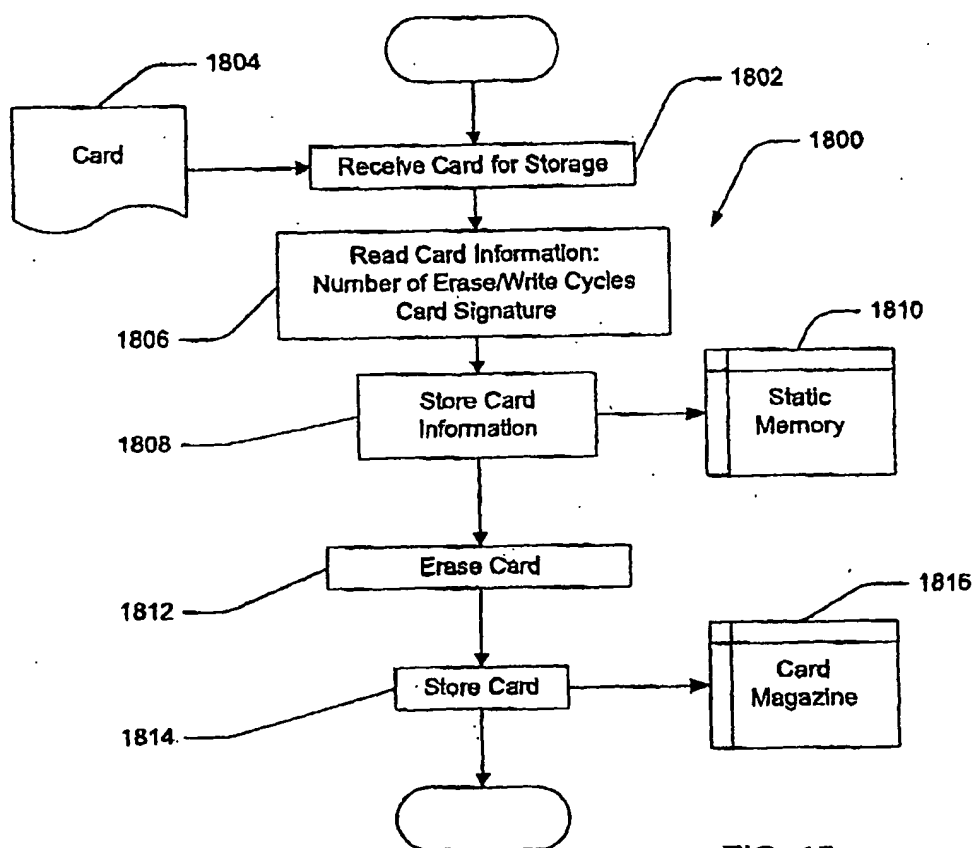 1804
1802
Card
1800
Receive Card for Storage
Read Card Information:
Number of Erase/Write Cycles
Card Signature
1806
1810
Store Card
Information
Static
Memory
1808
Erase Card
1812
1816
Store Card
Card
Magazine
1814